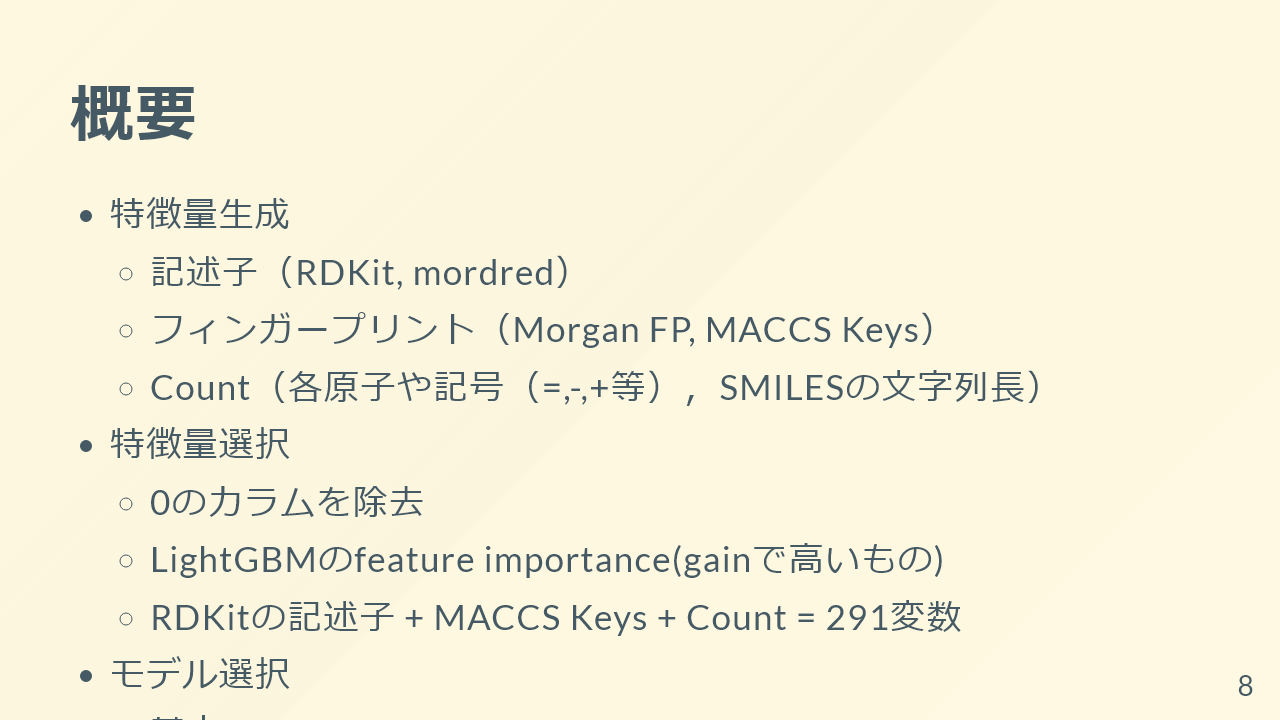 概要
特徴量生成
記述子（RDKit, mordred）
フィンガープリント（Morgan FP, MACCS Keys）
Count（各原子や記号（=,-,+等）， SMILESの文字列長）
特徴量選択
0のカラムを除去
LightGBMのfeature importance(gainで高いもの)
RDKitの記述子 + MACCS Keys + Count = 291変数
モデル選択
8